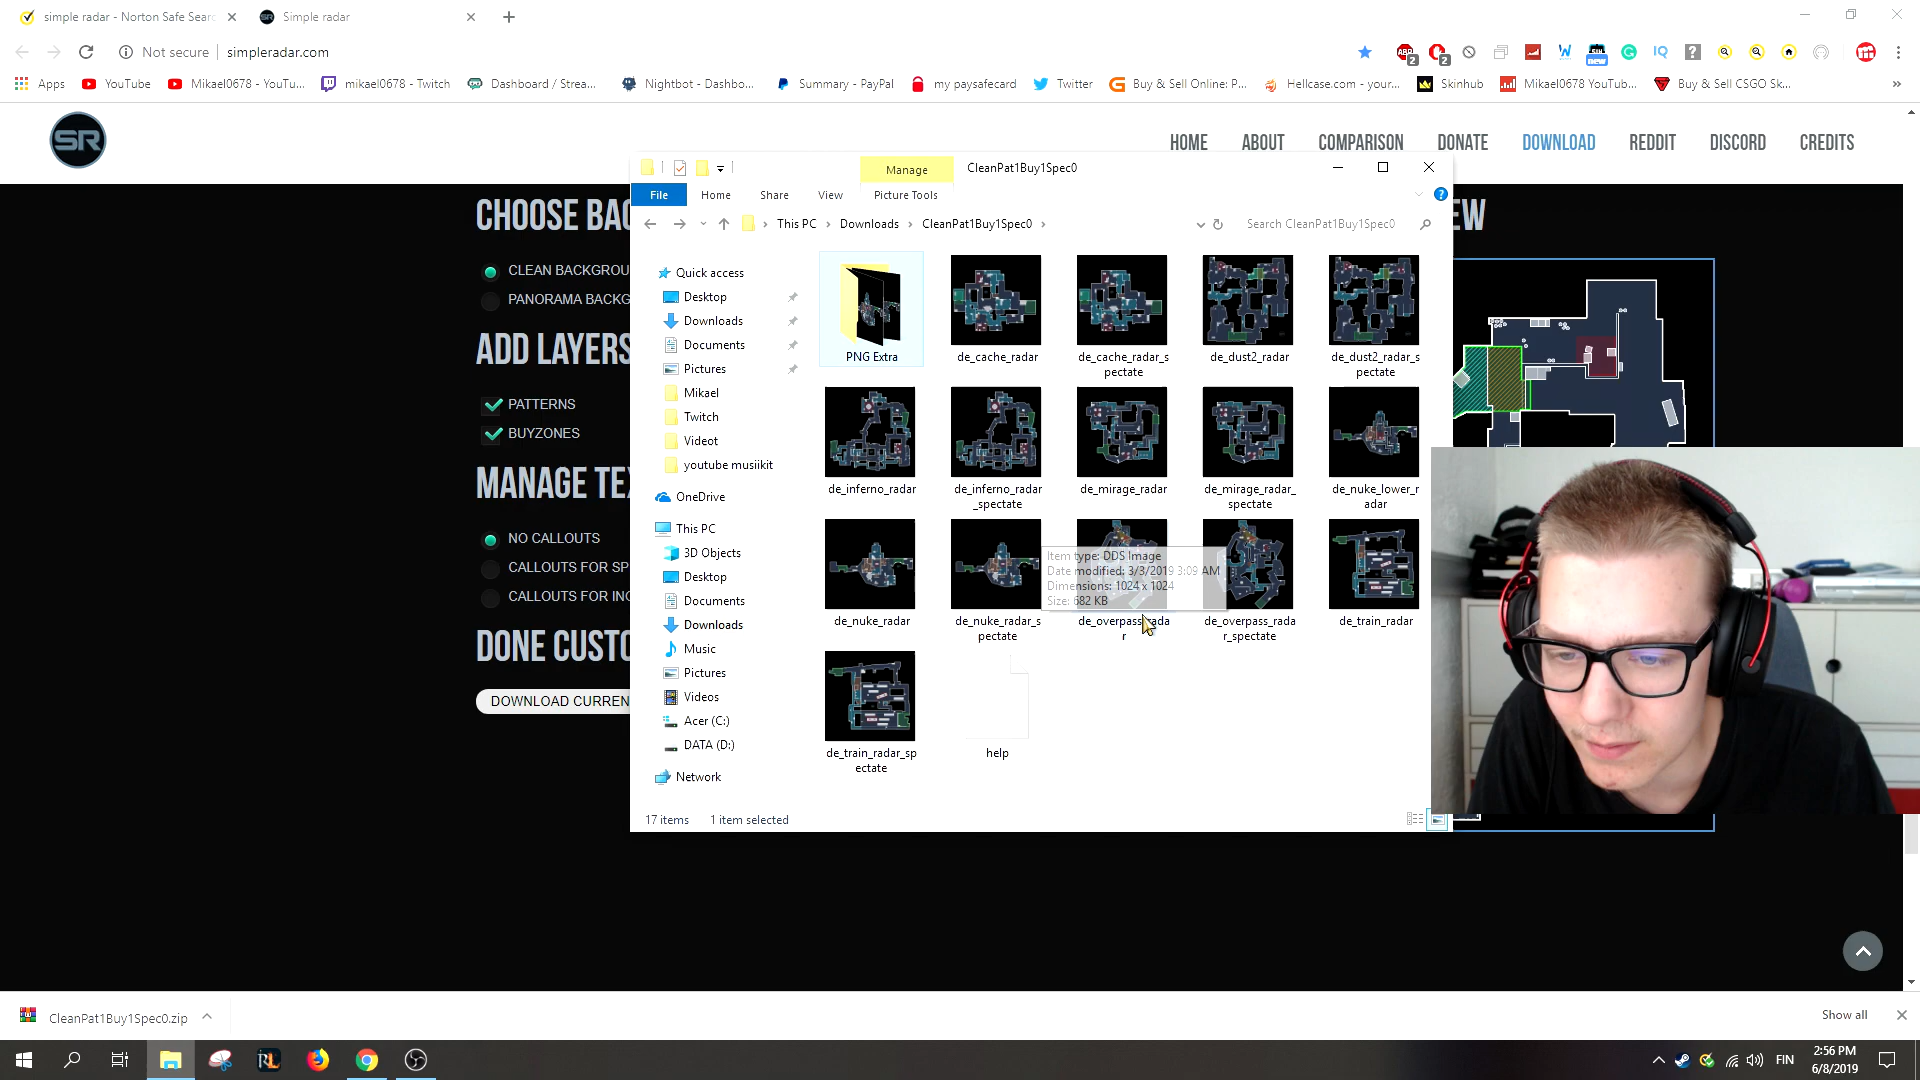 simple radar - Norton Safe Searc
Simple radar
Not secure
simpleradar.com
Apps
YouTube
Mikael0678 - YouTu...
mikael0678 - Twitch
Dashboard / Strea...
Nightbot - Dashbo...
Summary - PayPal
my paysafecard
Twitter
Buy & Sell Online: P...
Hellcase.com - your...
Skinhub
Mikael0678 YouTub...
Buy & Sell CSGO Sk...
SR
HOME
ABOUT
COMPARISON
DONATE
DOWNLOAD
REDDIT
DISCORD
CREDITS
CHOOSE BAC
CLEAN BACKGROU
PANORAMA BACKG
ADD LAYERS
PATTERNS
BUYZONES
MANAGE TE
NO CALLOUTS
CALLOUTS FOR SP
CALLOUTS FOR ING
DONE CUSTO
DOWNLOAD CURREN
EW
Manage
CleanPat1Buy1Spec0
File
Home
Share
View
Picture Tools
This PC
Downloads
CleanPat1Buy1Spec0
Search CleanPat1Buy1Spec0
Quick access
Desktop
Downloads
Documents
Pictures
Mikael
Twitch
Videot
youtube musiikit
OneDrive
This PC
3D Objects
Desktop
Documents
Downloads
Music
Pictures
Videos
Acer (C:)
DATA (D:)
Network
PNG Extra
de_cache_radar
de_cache_radar_s
pectate
de_dust2_radar
de_dust2_radar_s
pectate
de_inferno_radar
de_inferno_radar
_spectate
de_mirage_radar
de_mirage_radar_
spectate
de_nuke_lower_r
adar
de_nuke_radar
de_nuke_radar_s
pectate
Item type: DDS Image
Date modified: 3/3/2019 3:09 AM
Dimensions: 1024 x 1024
Size: 682 KB
de_overpass_rada
r
de_overpass_rada
r_spectate
de_train_radar
de_train_radar_sp
ectate
help
17 items
1 item selected
CleanPat1Buy1Spec0.zip
Show all
FIN
2:56 PM
6/8/2019